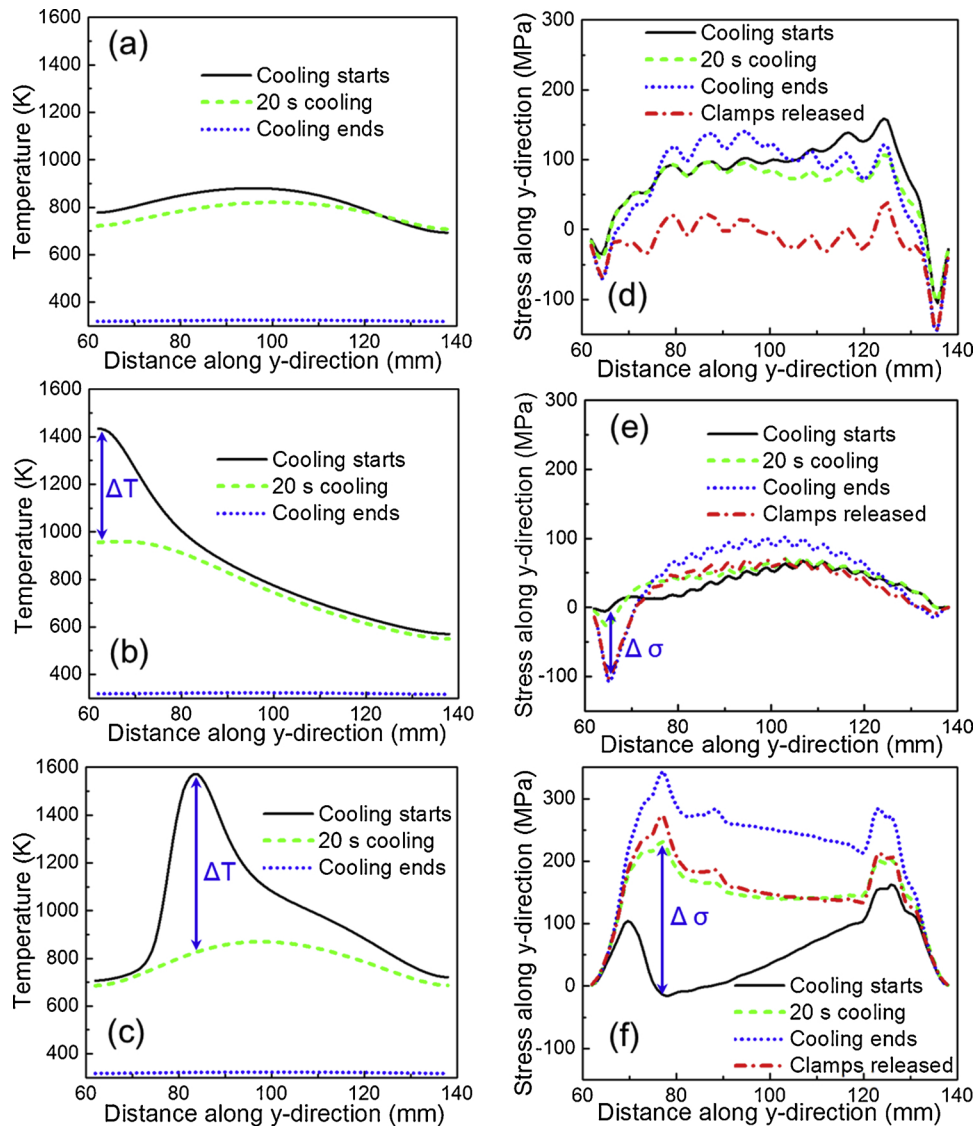 1600
1400
1200
1000
800
600
400
Temperature (K)
(a)
Cooling starts
20 s cooling
Cooling ends
60 80 100 120 140
Distance along y-direction (mm)
300
200
100
0
-100
Stress along y-direction (MPa)
Cooling starts
20 s cooling
Cooling ends
Clamps released
(d)
60 80 100 120 140
Distance along y-direction (mm)
1600
1400
1200
1000
800
600
400
Temperature (K)
ΔT
Cooling starts
20 s cooling
Cooling ends
(b)
60 80 100 120 140
Distance along y-direction (mm)
300
200
100
0
-100
Stress along y-direction (MPa)
(e)
Cooling starts
20 s cooling
Cooling ends
Clamps released
Δ σ
60 80 100 120 140
Distance along y-direction (mm)
1600
1400
1200
1000
800
600
400
Temperature (K)
Cooling starts
20 s cooling
Cooling ends
ΔT
(c)
60 80 100 120 140
Distance along y-direction (mm)
300
200
100
0
-100
Stress along y-direction (MPa)
Δ σ
Cooling starts
20 s cooling
Cooling ends
Clamps released
(f)
60 80 100 120 140
Distance along y-direction (mm)